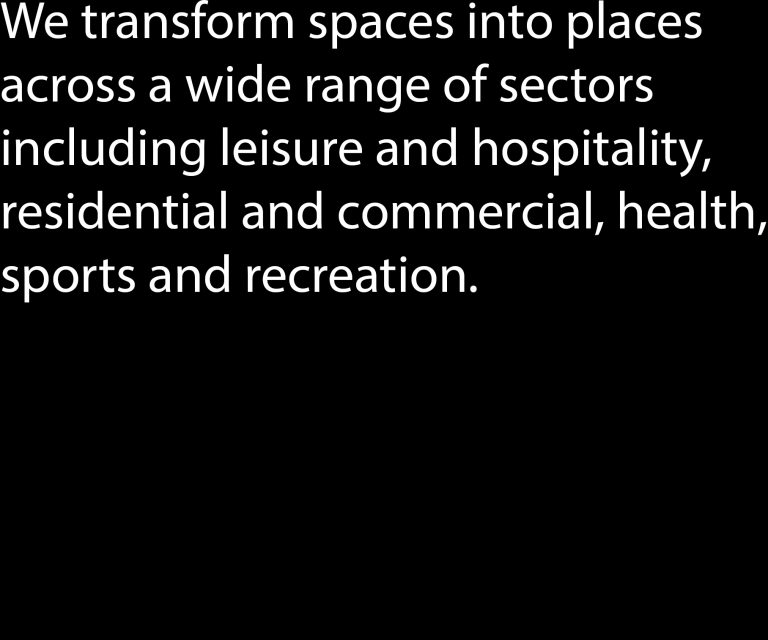 We transform spaces into places
across a wide range of sectors
including leisure and hospitality,
residential and commercial, health,
sports and recreation.